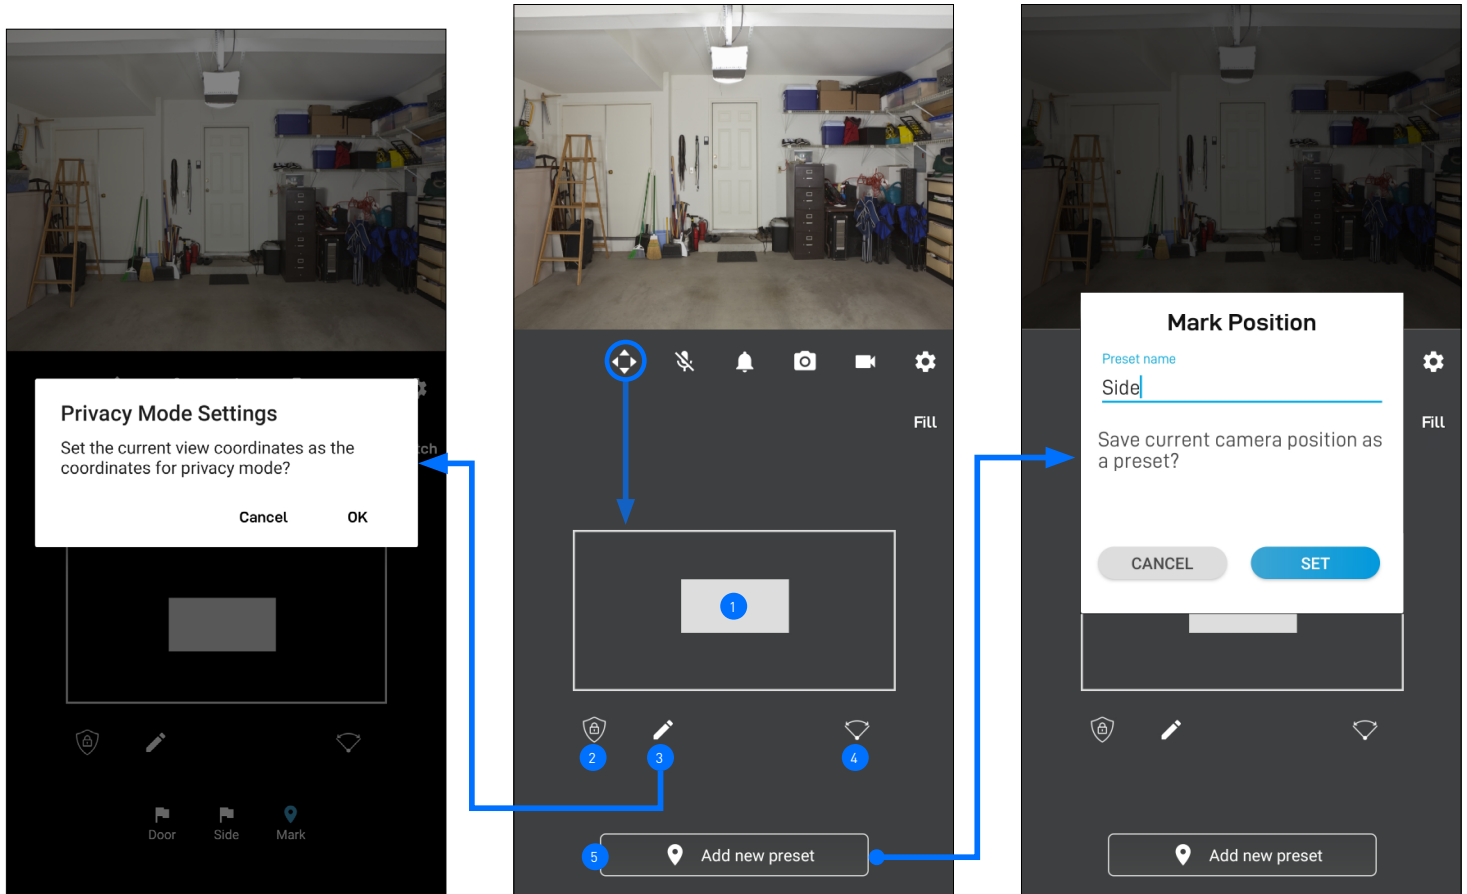 Privacy Mode Settings
Set the current view coordinates as the
coordinates for privacy mode?
Cancel OK
tch
Door Side Mark
Fill
1
2 3 4
5 Add new preset
Mark Position
Preset name
Side
Fill
Save current camera position as
a preset?
CANCEL SET
Add new preset